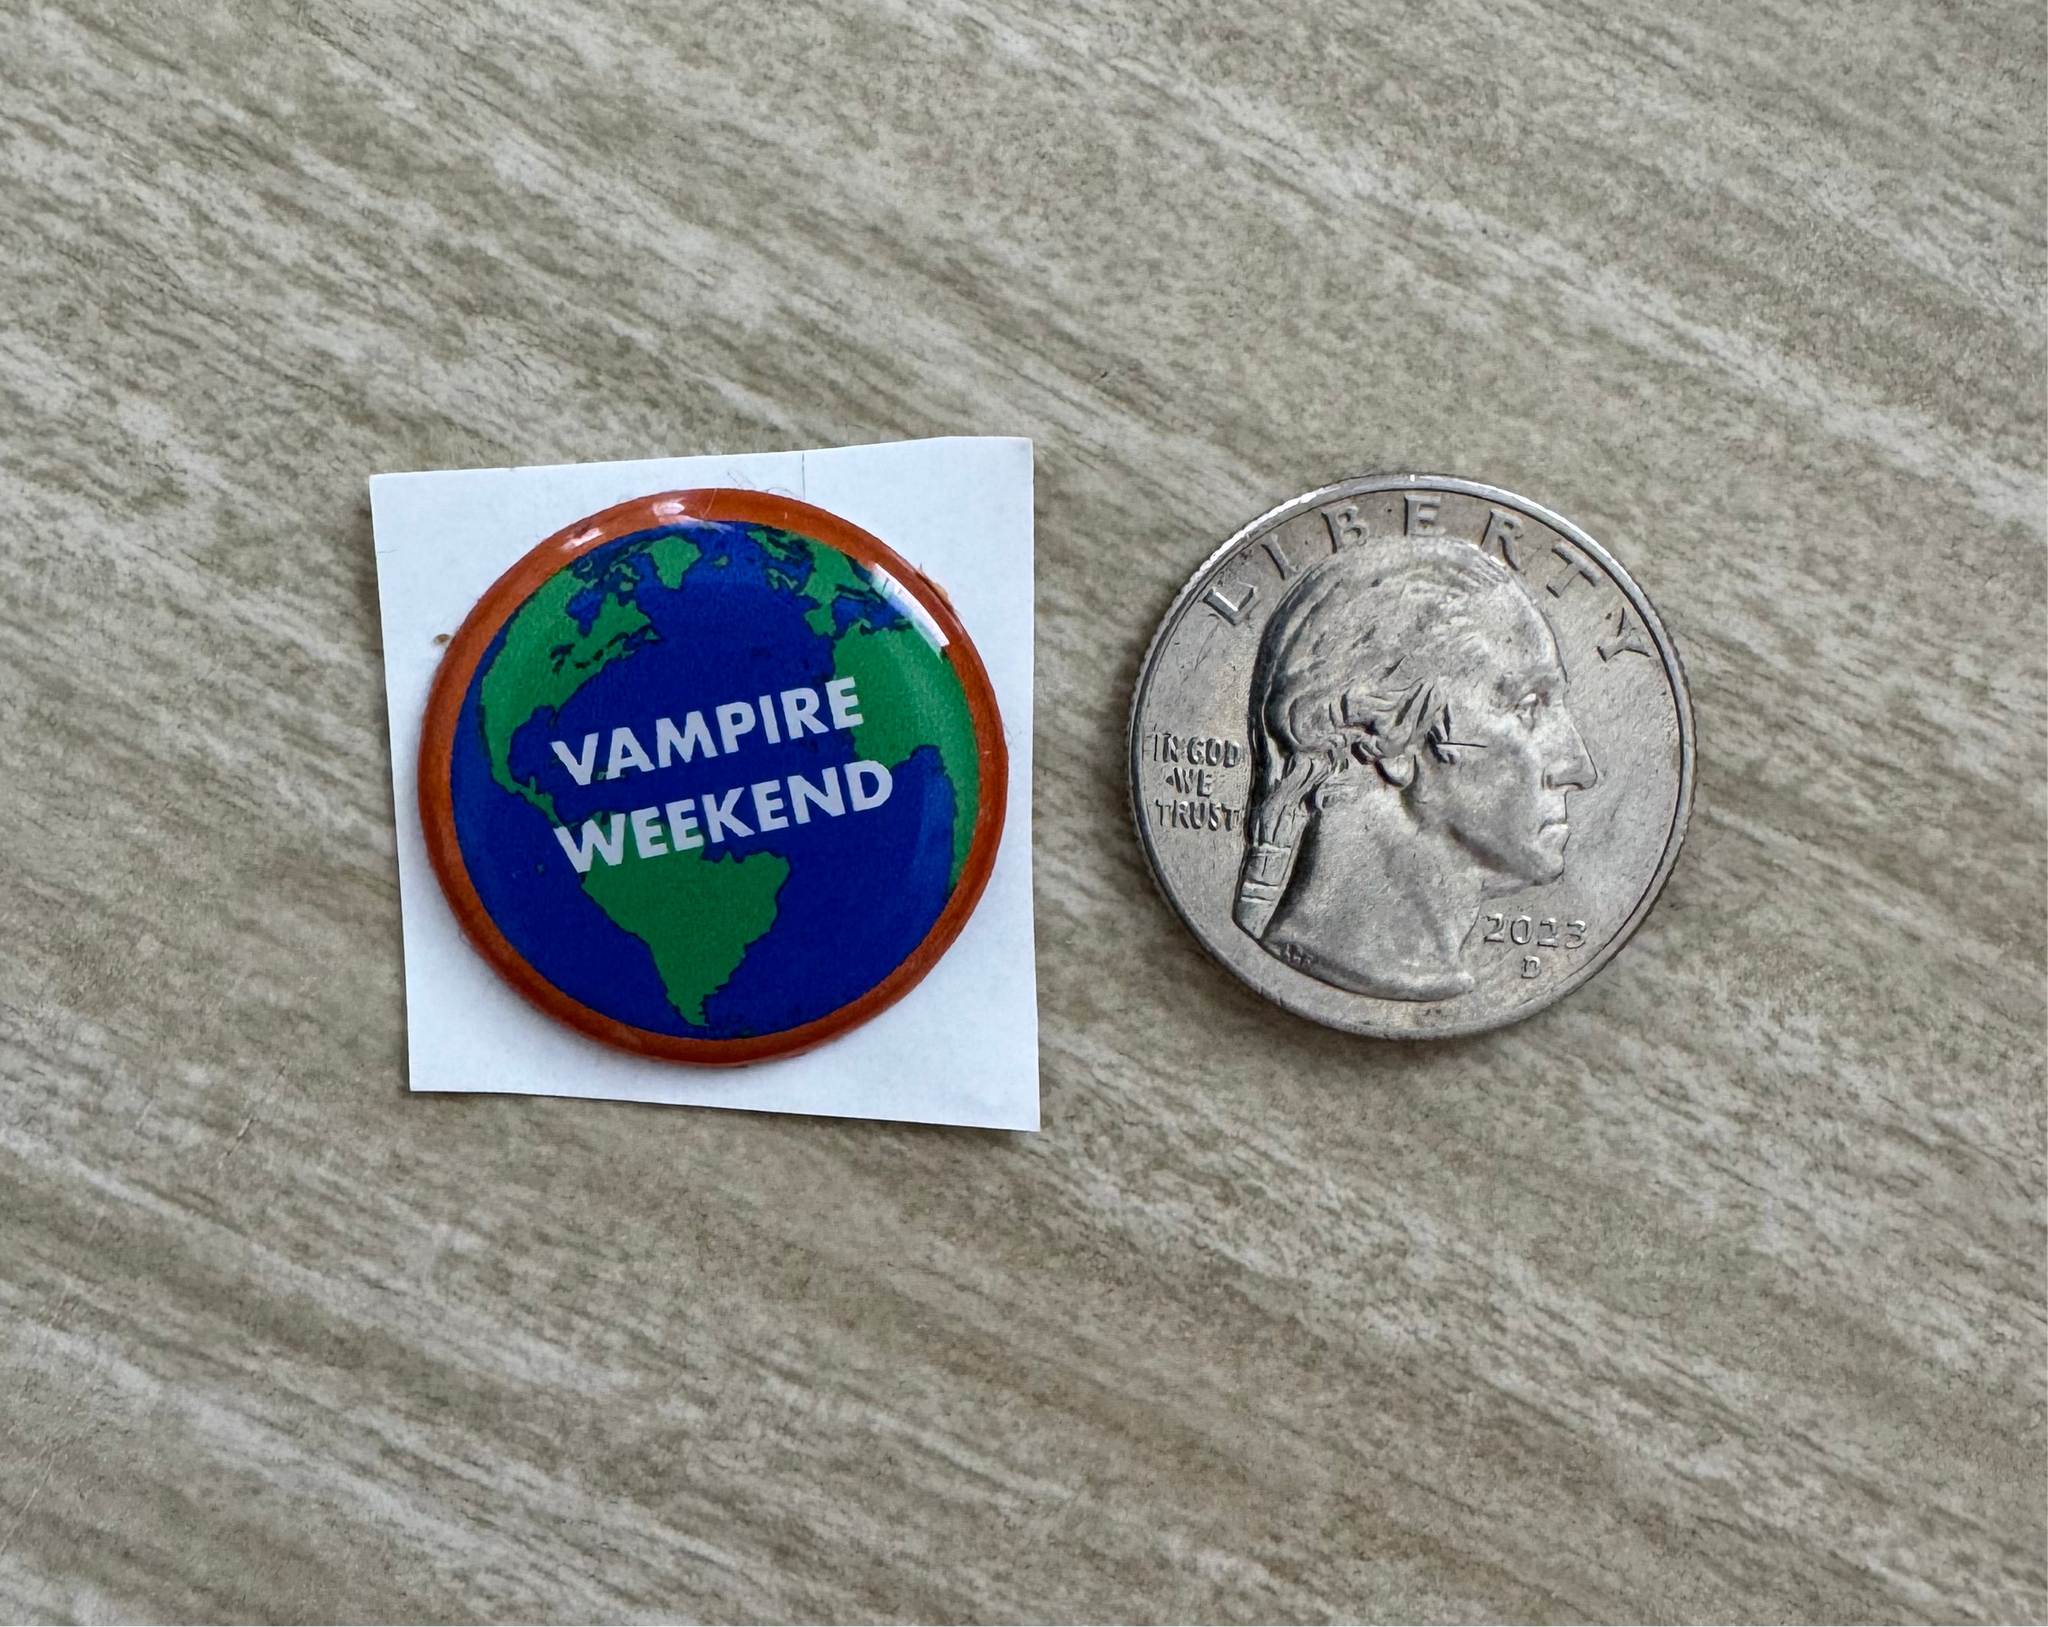 VAMPIRE
WEEKEND
LIBERTY
IN GOD
WE
TRUST
2023
D